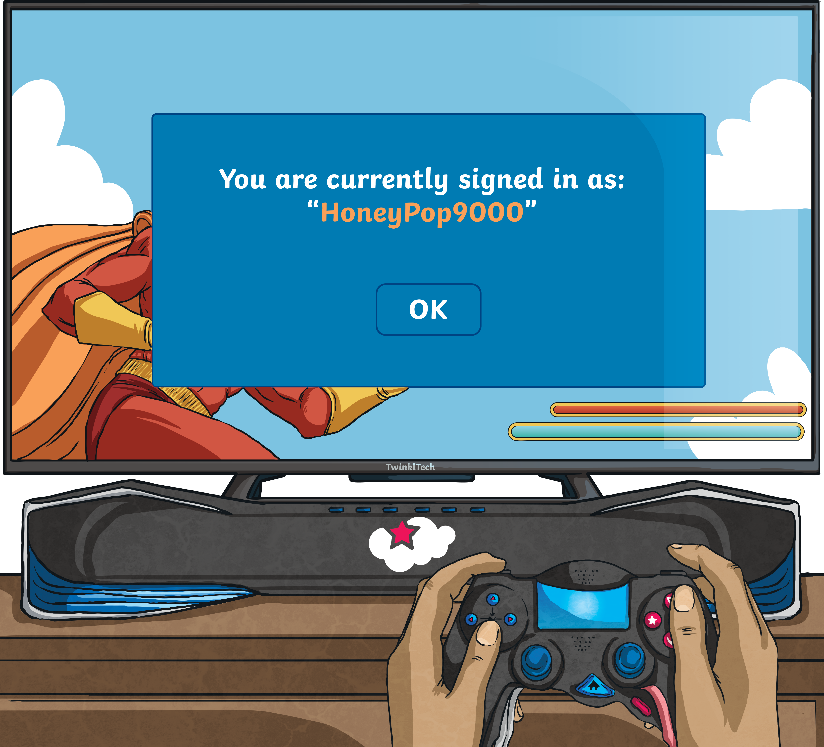 You are currently signed in as:
“HoneyPop9000”
OK
TwinklTech